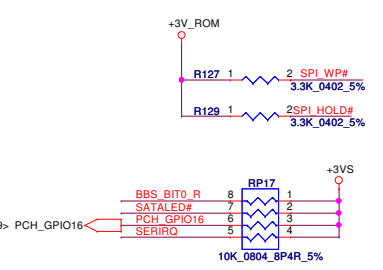 +3V_ROM
R127 1 2 SPI_WP#
3.3K_0402_5%
R129 1 2 SPI_HOLD#
3.3K_0402_5%
+3VS
RP17
BBS_BIT0_R 8 1
SATALED# 7 2
9> PCH_GPIO16 PCH_GPIO16 6 3
SERIRQ 5 4
10K_0804_8P4R_5%